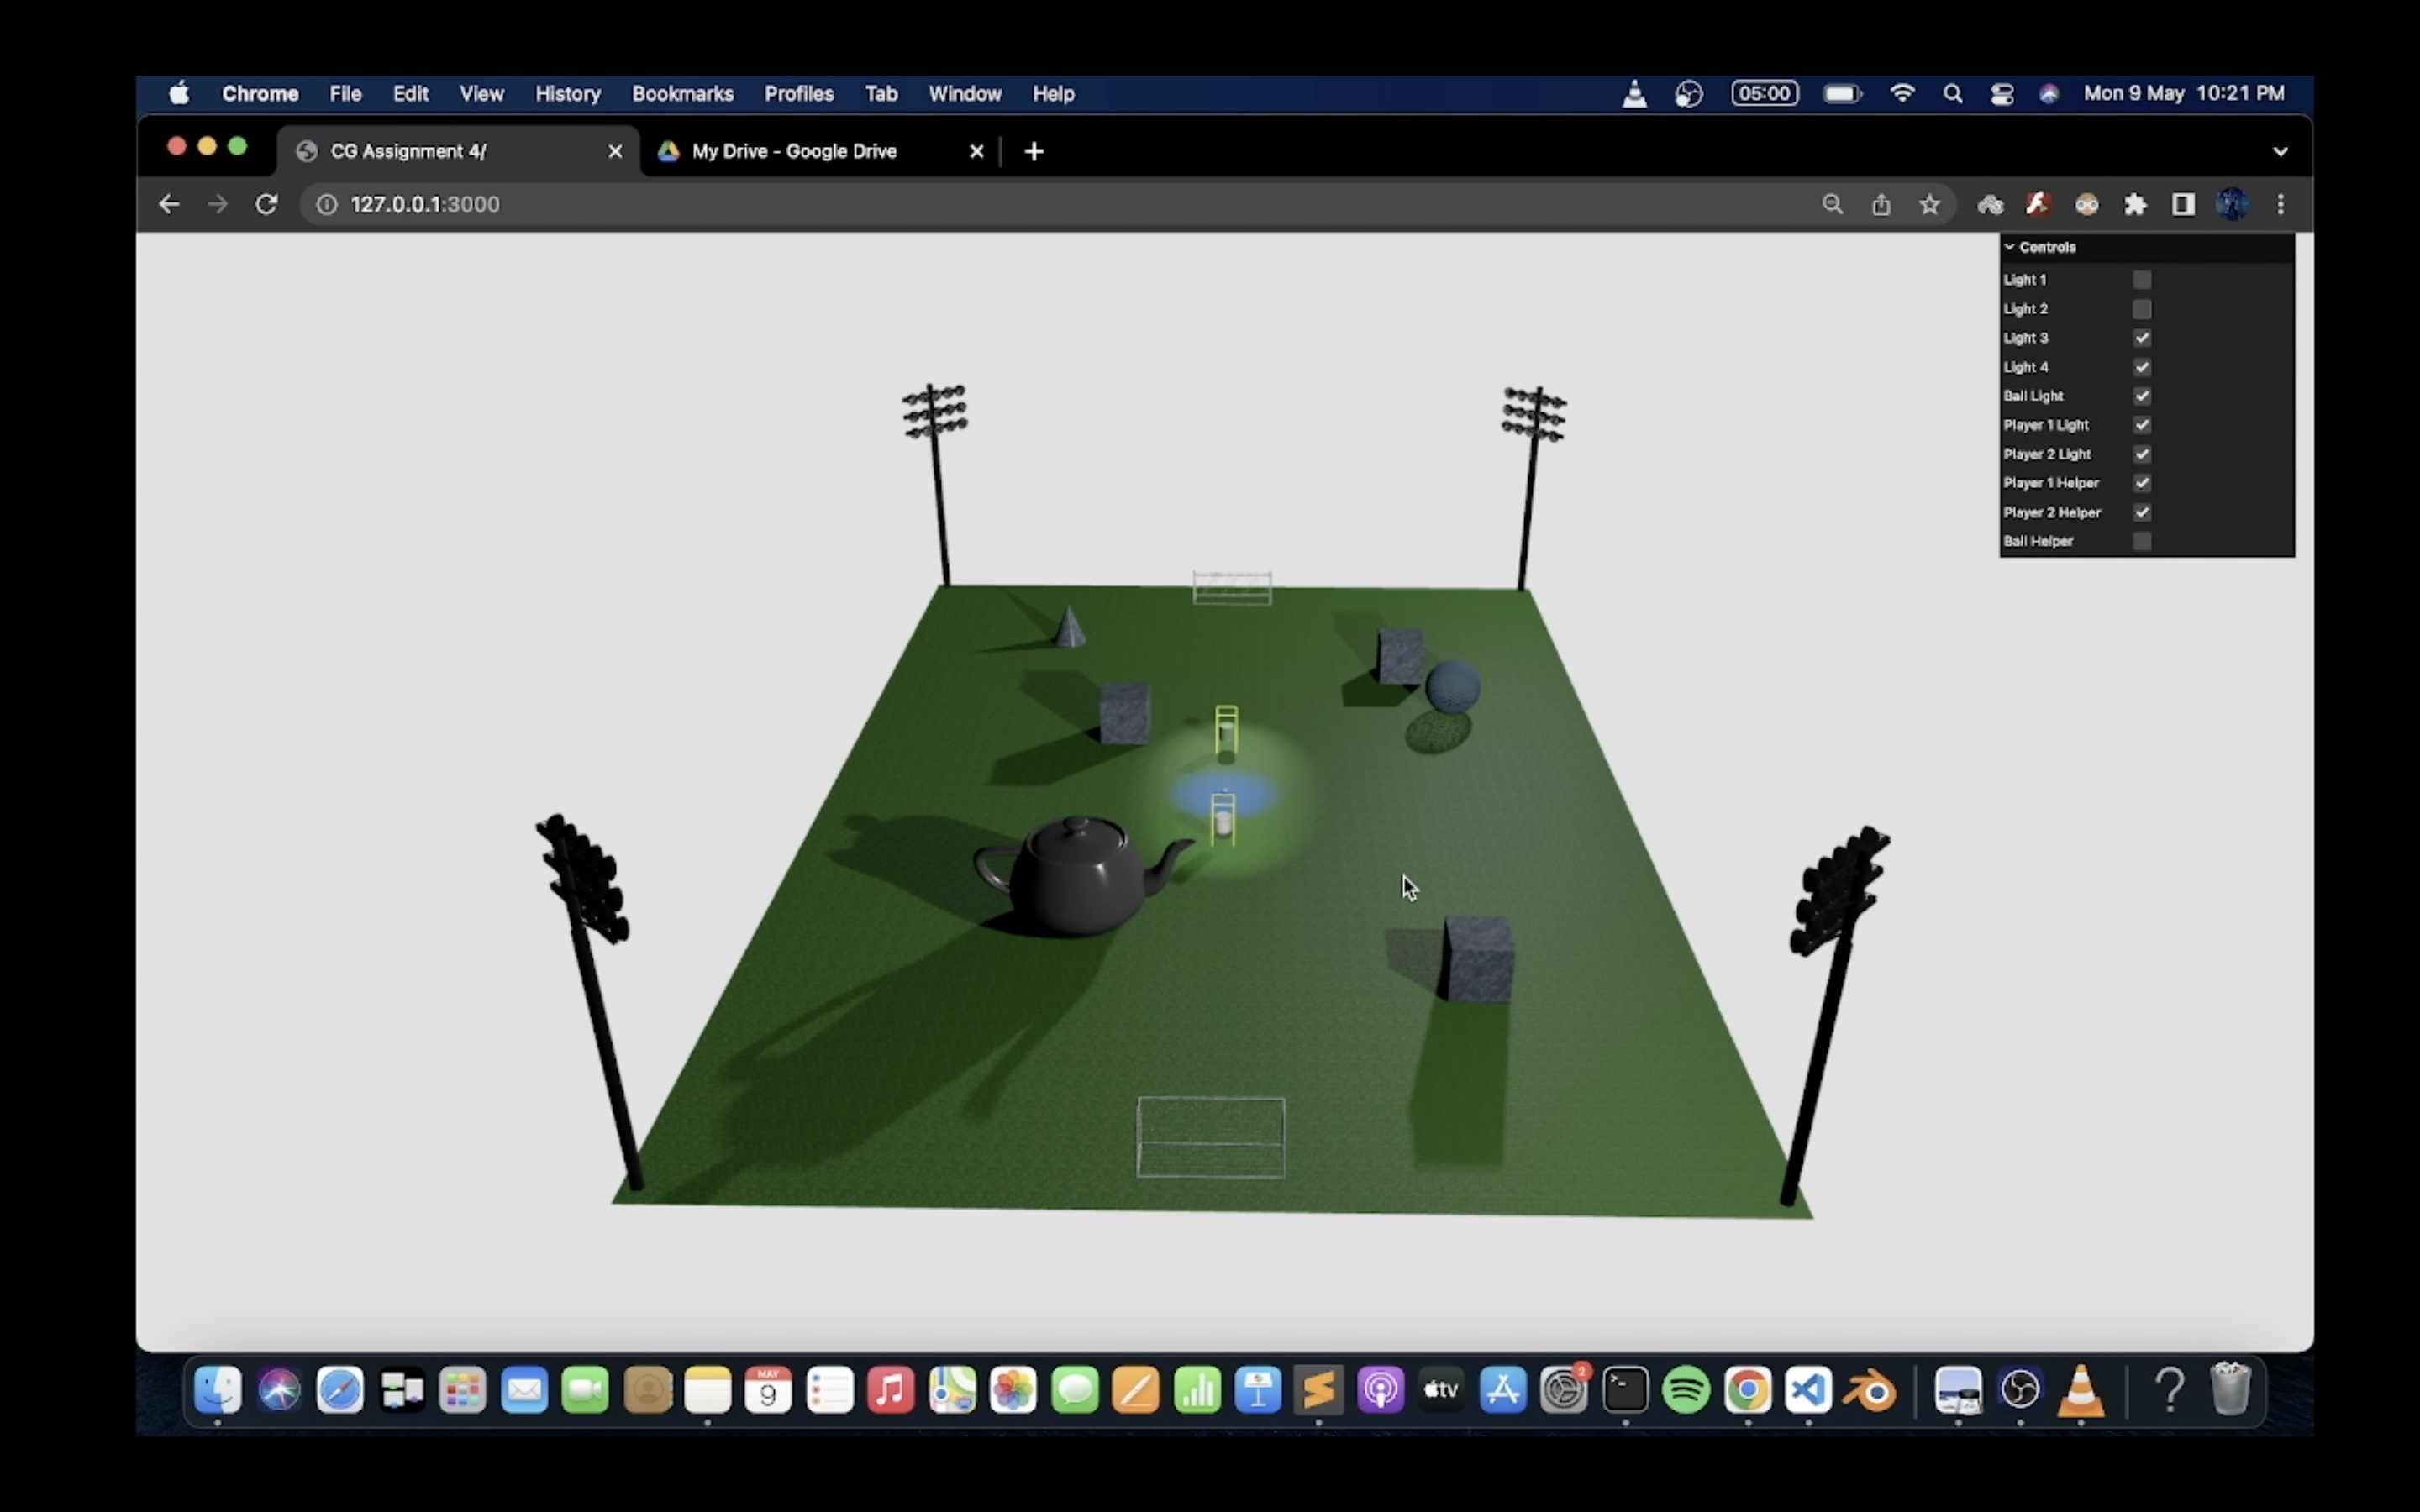 Chrome File Edit View History Bookmarks Profiles Tab Window Help 05:00 Mon 9 May 10:21 PM
CG Assignment 4/ My Drive - Google Drive
127.0.0.1:3000
Controls
Light 1
Light 2
Light 3
Light 4
Ball Light
Player 1 Light
Player 2 Light
Player 1 Helper
Player 2 Helper
Ball Helper
MAY
9
tv
2